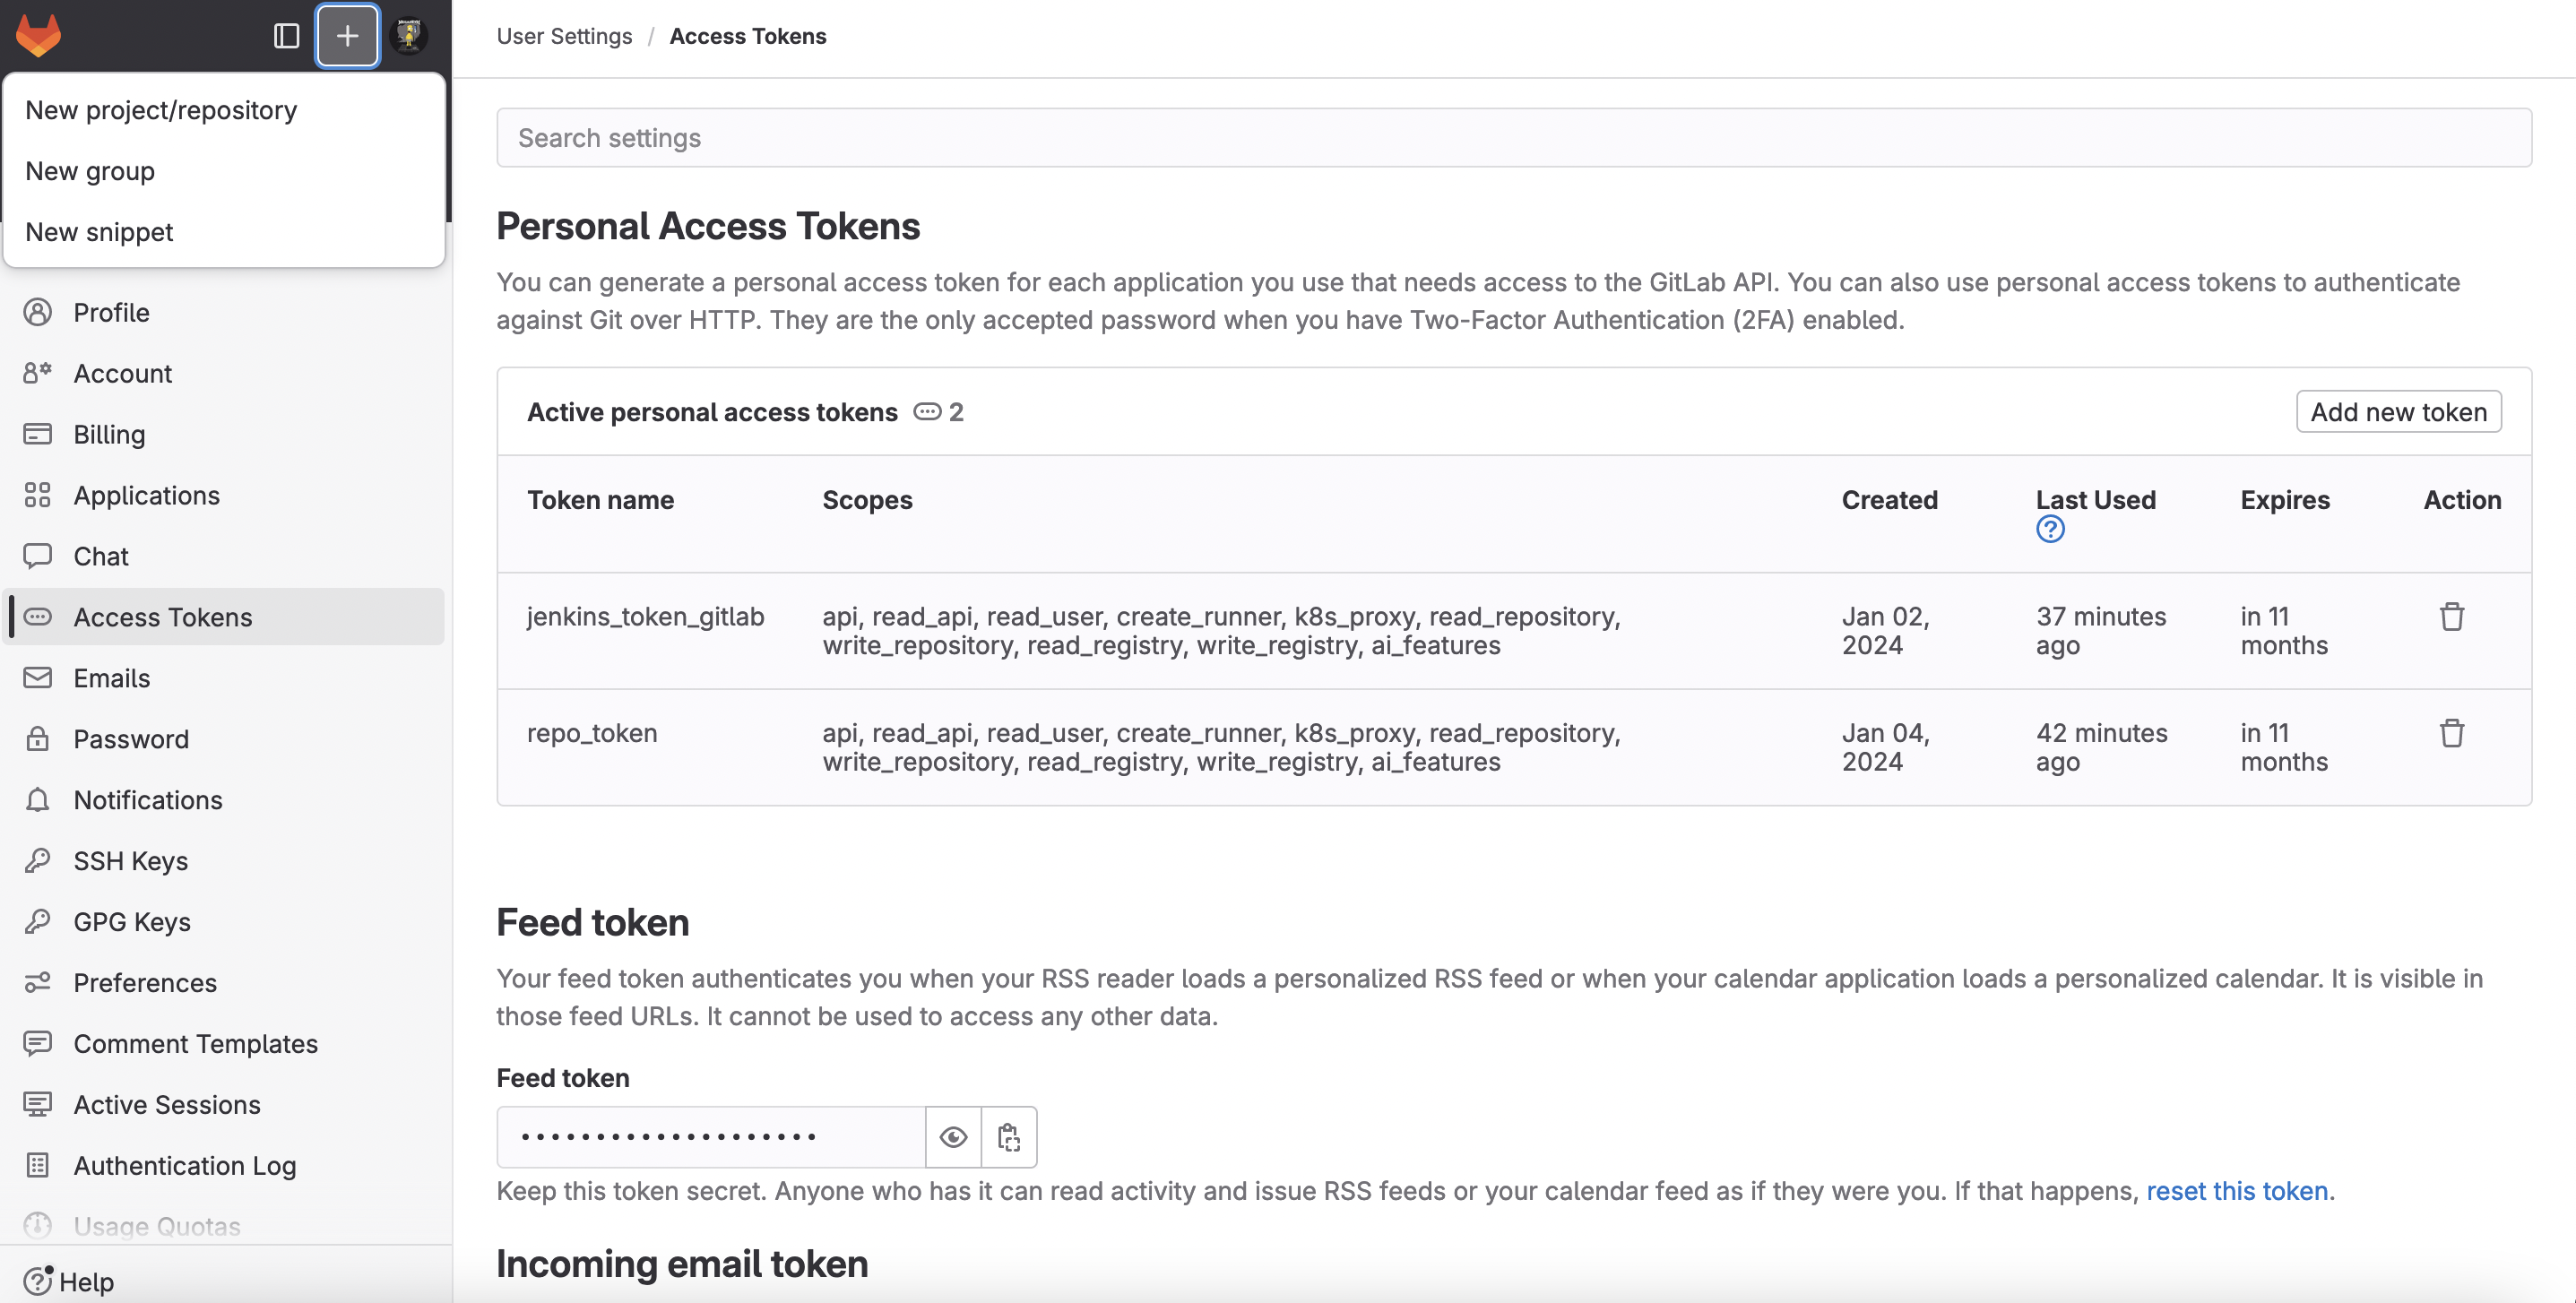 User Settings / Access Tokens
New project/repository
New group
New snippet
Profile
Account
Billing
Applications
Chat
Access Tokens
Emails
Password
Notifications
SSH Keys
GPG Keys
Preferences
Comment Templates
Active Sessions
Authentication Log
Usage Quotas
Help
Search settings
Personal Access Tokens
You can generate a personal access token for each application you use that needs access to the GitLab API. You can also use personal access tokens to authenticate
against Git over HTTP. They are the only accepted password when you have Two-Factor Authentication (2FA) enabled.
Active personal access tokens 2
Add new token
Token name Scopes Created Last Used Expires Action
jenkins_token_gitlab api, read_api, read_user, create_runner, k8s_proxy, read_repository, Jan 02, 37 minutes in 11
write_repository, read_registry, write_registry, ai_features 2024 ago months
repo_token api, read_api, read_user, create_runner, k8s_proxy, read_repository, Jan 04, 42 minutes in 11
write_repository, read_registry, write_registry, ai_features 2024 ago months
Feed token
Your feed token authenticates you when your RSS reader loads a personalized RSS feed or when your calendar application loads a personalized calendar. It is visible in
those feed URLs. It cannot be used to access any other data.
Feed token
••••••••••••••••••••
Keep this token secret. Anyone who has it can read activity and issue RSS feeds or your calendar feed as if they were you. If that happens, reset this token.
Incoming email token